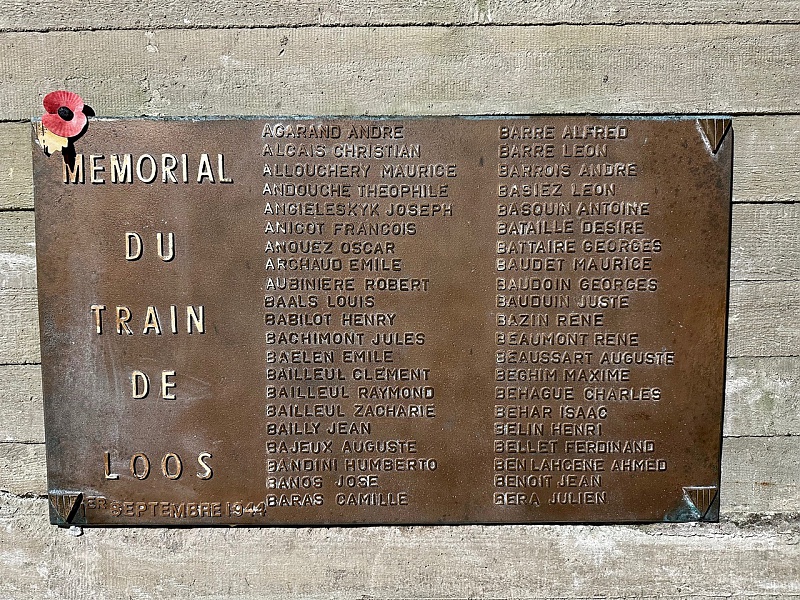 MEMORIAL
DU
TRAIN
DE
LOOS
1ER SEPTEMBRE 1944
AGARAND ANDRE
ALGAIS CHRISTIAN
ALLOUCHERY MAURICE
ANDOUCHE THEOPHILE
ANGIELESKYK JOSEPH
ANICOT FRANCOIS
ANQUEZ OSCAR
ARCHAUD EMILE
AUBINIERE ROBERT
BAALS LOUIS
BABILOT HENRY
BACHIMONT JULES
BAELEN EMILE
BAILLEUL CLEMENT
BAILLEUL RAYMOND
BAILLEUL ZACHARIE
BAILLY JEAN
BAJEUX AUGUSTE
BANDINI HUMBERTO
BANOS JOSE
BARAS CAMILLE
BARRE ALFRED
BARRE LEON
BARROIS ANDRE
BASIEZ LEON
BASQUIN ANTOINE
BATAILLE DESIRE
BATTAIRE GEORGES
BAUDET MAURICE
BAUDOIN GEORGES
BAUDUIN JUSTE
BAZIN RENE
BEAUMONT RENE
BEAUSSART AUGUSTE
BEGHIM MAXIME
BEHAGUE CHARLES
BEHAR ISAAC
BELIN HENRI
BELLET FERDINAND
BEN LAHCENE AHMED
BENOIT JEAN
BERA JULIEN